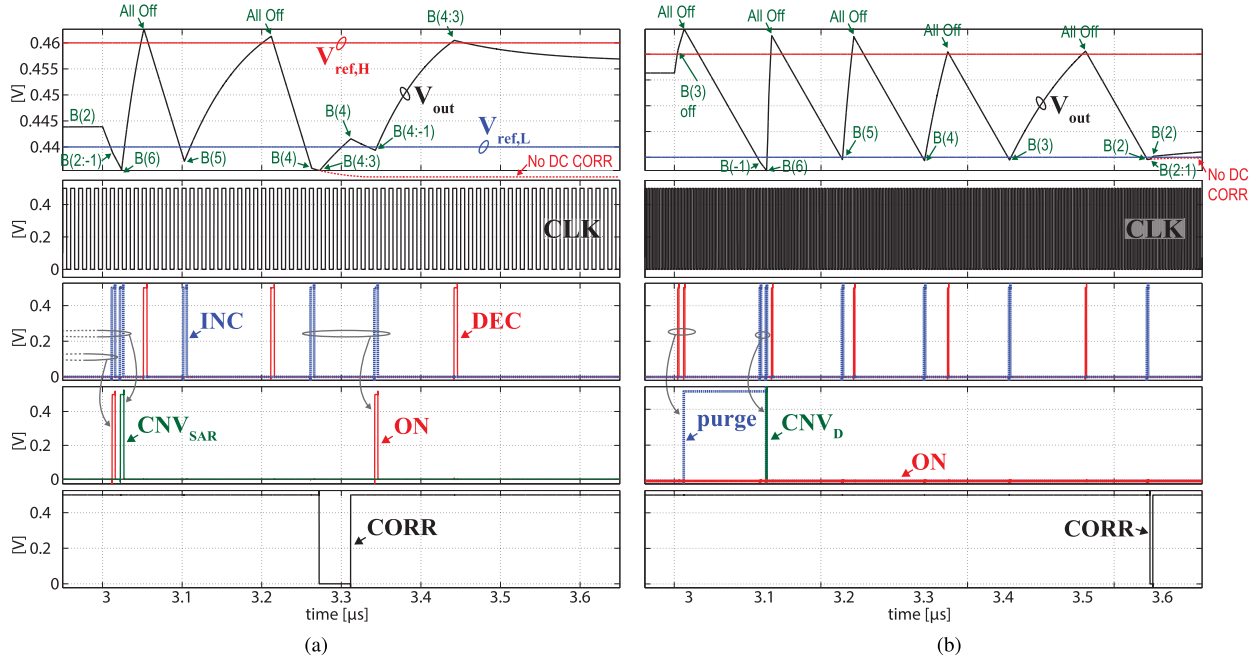 All Off
All Off
B(4:3)
0.46
V_ref,H
0.455
[V]
0.45
V_out
B(2)
B(4)
0.445
V_ref,L
B(4:-1)
0.44
B(2:-1)
B(6)
B(5)
B(4)
B(4:3)
No DC CORR
0.4
[V]
0.2
0
CLK
0.4
[V]
0.2
0
INC
DEC
0.4
[V]
0.2
0
CNV_SAR
ON
0.4
[V]
0.2
0
CORR
3
3.1
3.2
3.3
3.4
3.5
3.6
time [µs]
(a)
All Off
All Off
All Off
All Off
All Off
B(3)
off
V_out
B(-1)
B(6)
B(5)
B(4)
B(3)
B(2)
B(2)
B(2:1)
No DC
CORR
CLK
purge
CNV_D
ON
CORR
3
3.1
3.2
3.4
3.5
3.6
time [µs]
(b)